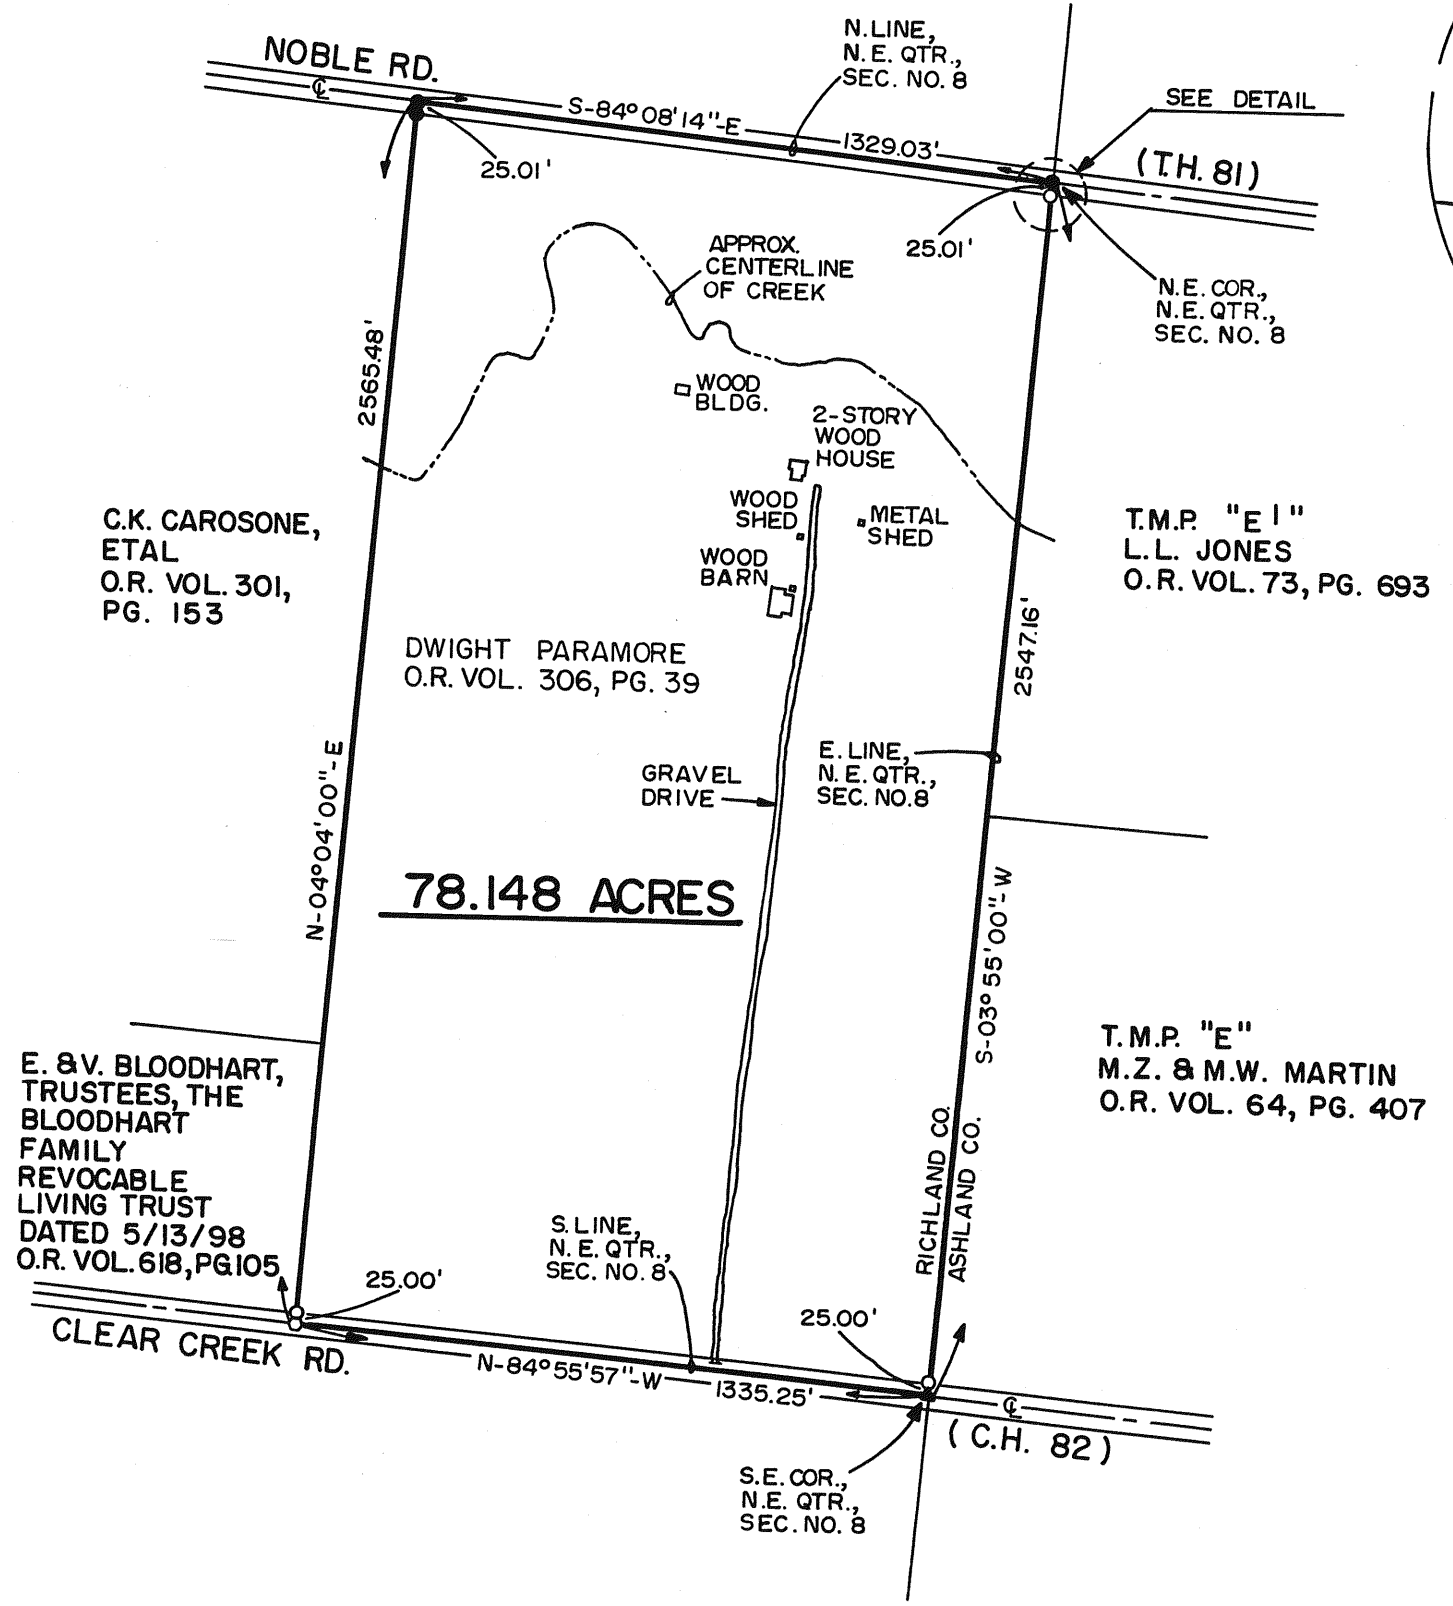 NOBLE RD.
℄
S-84°08'14"-E
1329.03'
N. LINE,
N. E. QTR.,
SEC. NO. 8
SEE DETAIL
(T.H. 81)
25.01'
25.01'
N.E. COR.,
N.E. QTR.,
SEC. NO. 8
APPROX.
CENTERLINE
OF CREEK
2565.48'
WOOD
BLDG.
2-STORY
WOOD
HOUSE
WOOD
SHED
METAL
SHED
WOOD
BARN
C.K. CAROSONE,
ETAL
O.R. VOL. 301,
PG. 153
T.M.P. "E 1"
L.L. JONES
O.R. VOL. 73, PG. 693
DWIGHT PARAMORE
O.R. VOL. 306, PG. 39
2547.16'
E. LINE,
N. E. QTR.,
SEC. NO. 8
GRAVEL
DRIVE
N-04°04'00"-E
78.148 ACRES
S-03°55'00"-W
T.M.P. "E"
M.Z. & M.W. MARTIN
O.R. VOL. 64, PG. 407
E. & V. BLOODHART,
TRUSTEES, THE
BLOODHART
FAMILY
REVOCABLE
LIVING TRUST
DATED 5/13/98
O.R. VOL. 618, PG. 105
RICHLAND CO.
ASHLAND CO.
S. LINE,
N. E. QTR.,
SEC. NO. 8
25.00'
25.00'
CLEAR CREEK RD.
N-84°55'57"-W
1335.25'
℄
(C.H. 82)
S.E. COR.,
N.E. QTR.,
SEC. NO. 8